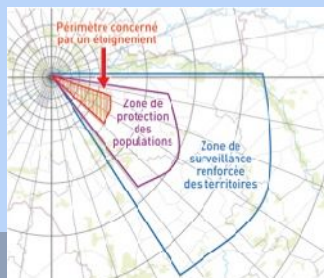 Périmètre concerné
par un éloignement
Zone de
protection
des
populations
Zone de
surveillance
renforcée
des territoires